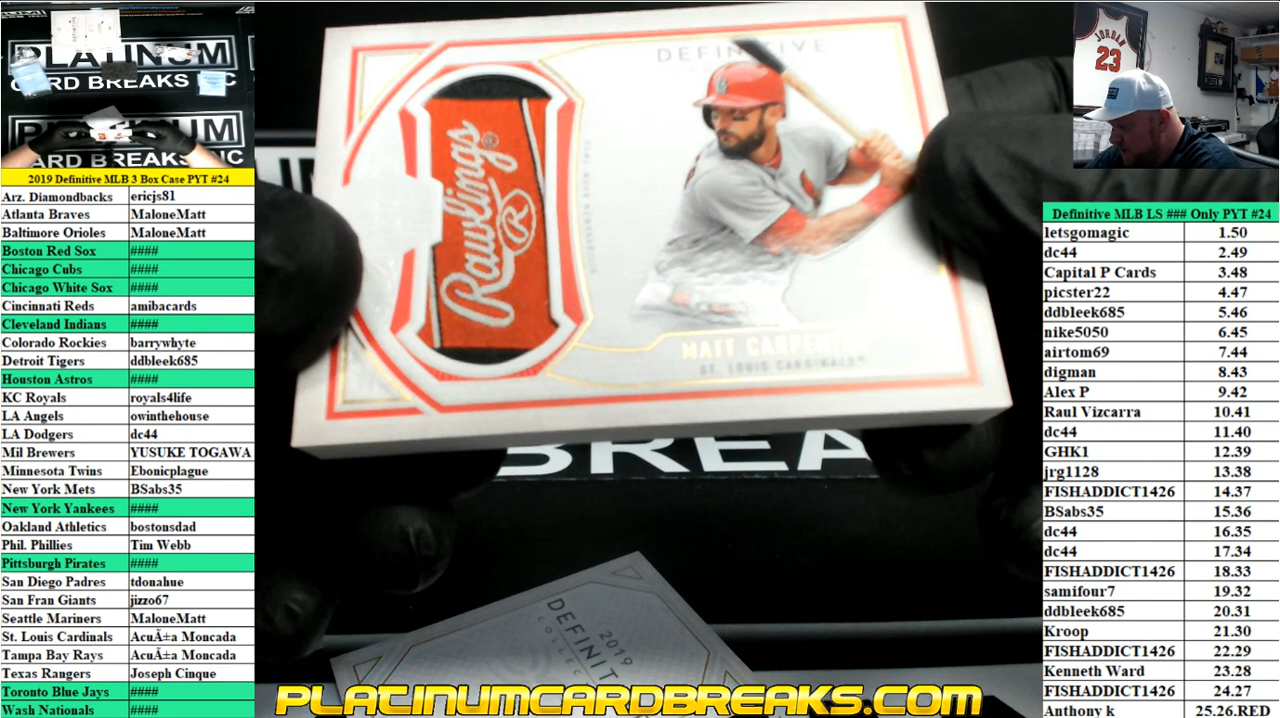 PLATINUM
CARD BREAKS INC
PLATINUM
CARD BREAKS INC
2019 Definitive MLB 3 Box Case PYT #24
Arz. Diamondbacks ericjs81
Atlanta Braves MaloneMatt
Baltimore Orioles MaloneMatt
Boston Red Sox ####
Chicago Cubs ####
Chicago White Sox ####
Cincinnati Reds amibacards
Cleveland Indians ####
Colorado Rockies barrywhyte
Detroit Tigers ddbleek685
Houston Astros ####
KC Royals royals4life
LA Angels owinthehouse
LA Dodgers dc44
Mil Brewers YUSUKE TOGAWA
Minnesota Twins Ebonicplague
New York Mets BSabs35
New York Yankees ####
Oakland Athletics bostonsdad
Phil. Phillies Tim Webb
Pittsburgh Pirates ####
San Diego Padres tdonahue
San Fran Giants jizzo67
Seattle Mariners MaloneMatt
St. Louis Cardinals AcuÃ±a Moncada
Tampa Bay Rays AcuÃ±a Moncada
Texas Rangers Joseph Cinque
Toronto Blue Jays ####
Wash Nationals ####
DEFINITIVE
Rawlings
R
MATT CARPENTER
ST. LOUIS CARDINALS
BREA
2019
DEFINIT
COLLEC
PLATINUMCARDBREAKS.COM
JORDAN
23
Definitive MLB LS ### Only PYT #24
letsgomagic 1.50
dc44 2.49
Capital P Cards 3.48
picster22 4.47
ddbleek685 5.46
nike5050 6.45
airtom69 7.44
digman 8.43
Alex P 9.42
Raul Vizcarra 10.41
dc44 11.40
GHK1 12.39
jrg1128 13.38
FISHADDICT1426 14.37
BSabs35 15.36
dc44 16.35
dc44 17.34
FISHADDICT1426 18.33
samifour7 19.32
ddbleek685 20.31
Kroop 21.30
FISHADDICT1426 22.29
Kenneth Ward 23.28
FISHADDICT1426 24.27
Anthony k 25.26.RED